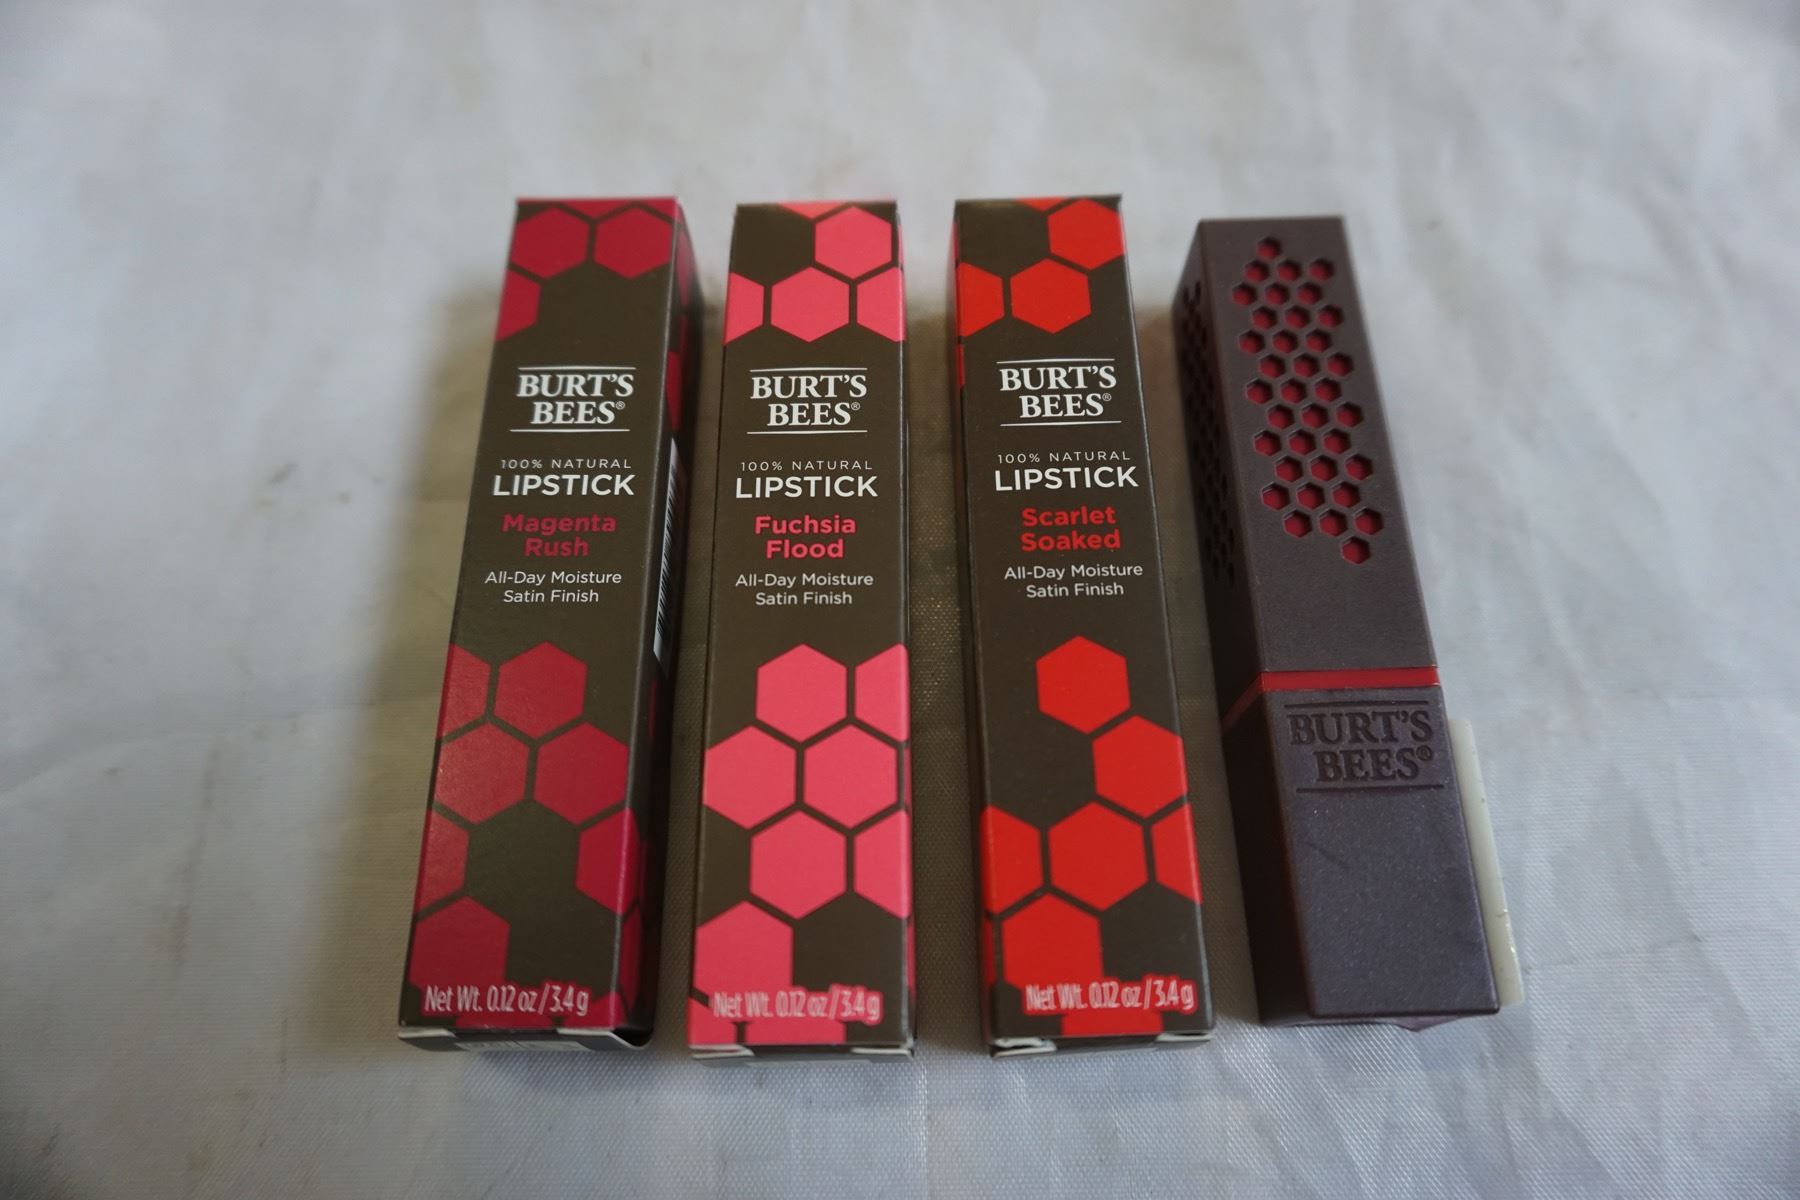 BURT'S
BEES®
100% NATURAL
LIPSTICK
Magenta
Rush
All-Day Moisture
Satin Finish
Net Wt. 0.12 oz/3.4 g
BURT'S
BEES®
100% NATURAL
LIPSTICK
Fuchsia
Flood
All-Day Moisture
Satin Finish
Net Wt. 0.12 oz/3.4 g
BURT'S
BEES®
100% NATURAL
LIPSTICK
Scarlet
Soaked
All-Day Moisture
Satin Finish
Net Wt. 0.12 oz/3.4 g
BURT'S
BEES®